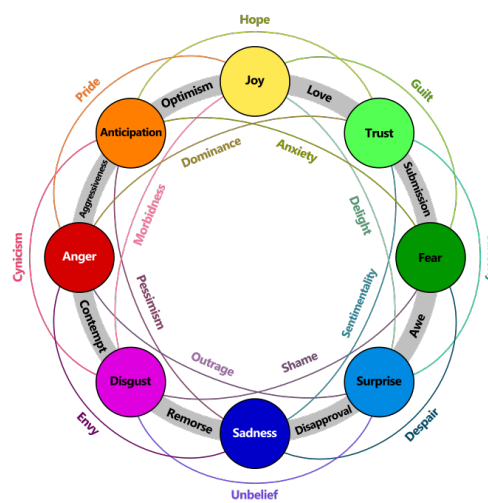 Hope
Pride
Optimism
Joy
Love
Guilt
Anticipation
Trust
Dominance
Anxiety
Aggressiveness
Submission
Morbidness
Delight
Cynicism
Anger
Fear
Contempt
Pessimism
Sentimentality
Awe
Outrage
Shame
Disgust
Surprise
Envy
Remorse
Sadness
Disapproval
Despair
Unbelief